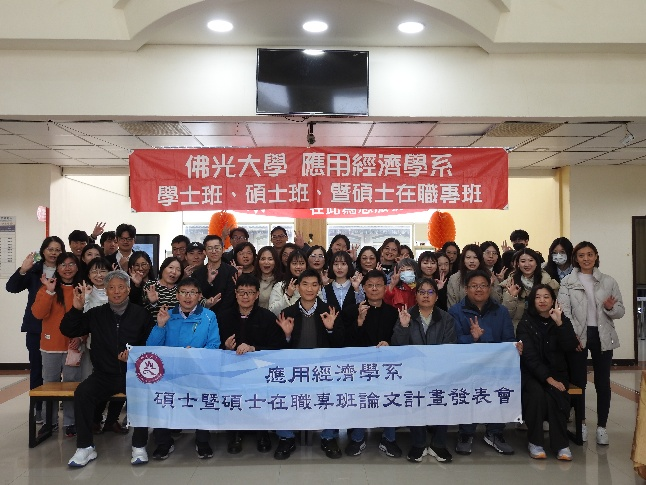 佛光大學 應用經濟學系
學士班、碩士班、暨碩士在職專班
應用經濟學系
碩士暨碩士在職專班論文計畫發表會